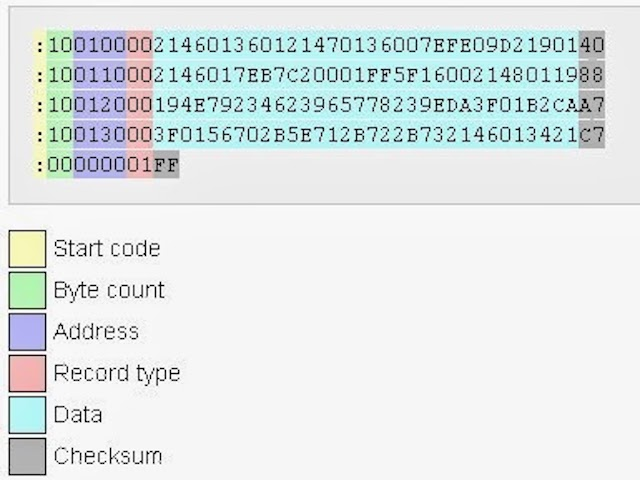 :10010000214601360121470136007EFE09D2190140
:100110002146017EB7C20001FF5F16002148011988
:10012000194E79234623965778239EDA3F01B2CAA7
:100130003F0156702B5E712B722B732146013421C7
:00000001FF
Start code
Byte count
Address
Record type
Data
Checksum